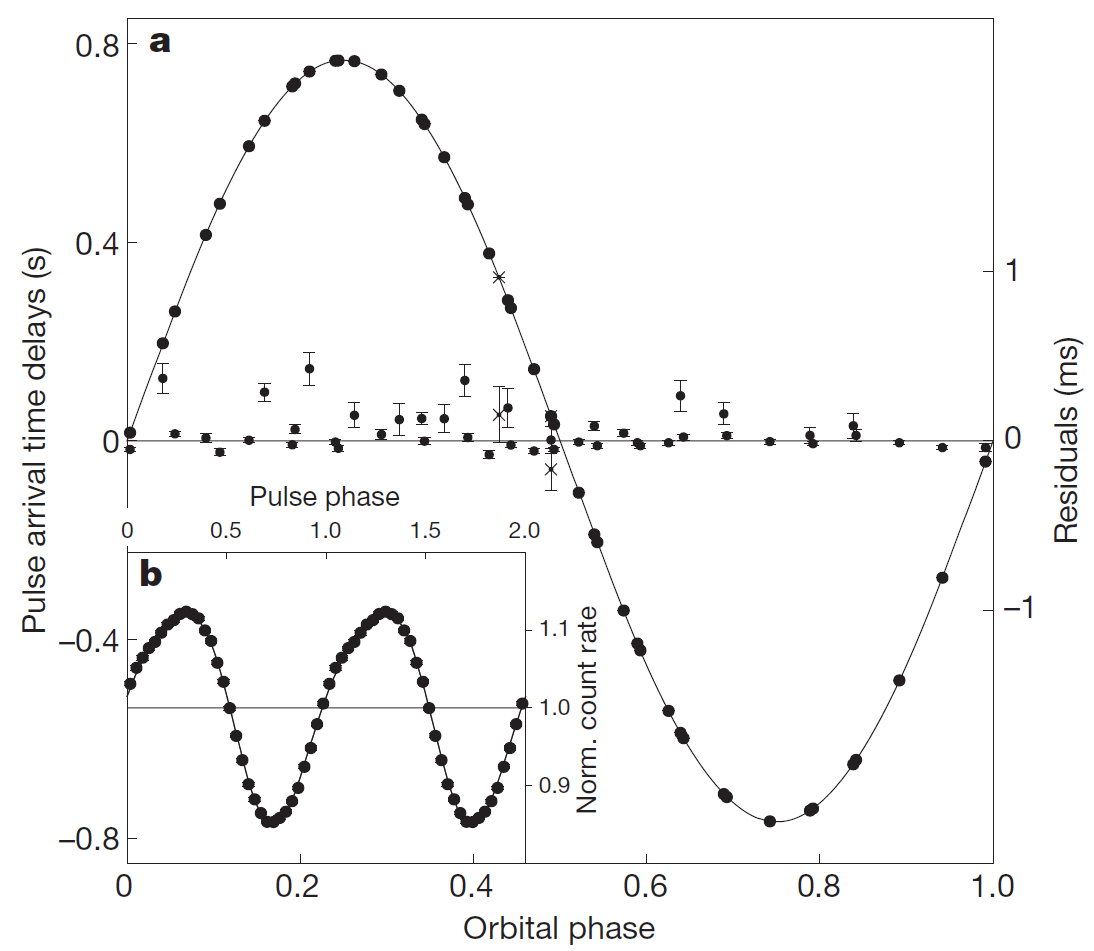 a
0.8
0.4
0
−0.4
−0.8
Pulse arrival time delays (s)
1
0
−1
Residuals (ms)
Pulse phase
0 0.5 1.0 1.5 2.0
b
1.1
1.0
0.9
Norm. count rate
0 0.2 0.4 0.6 0.8 1.0
Orbital phase